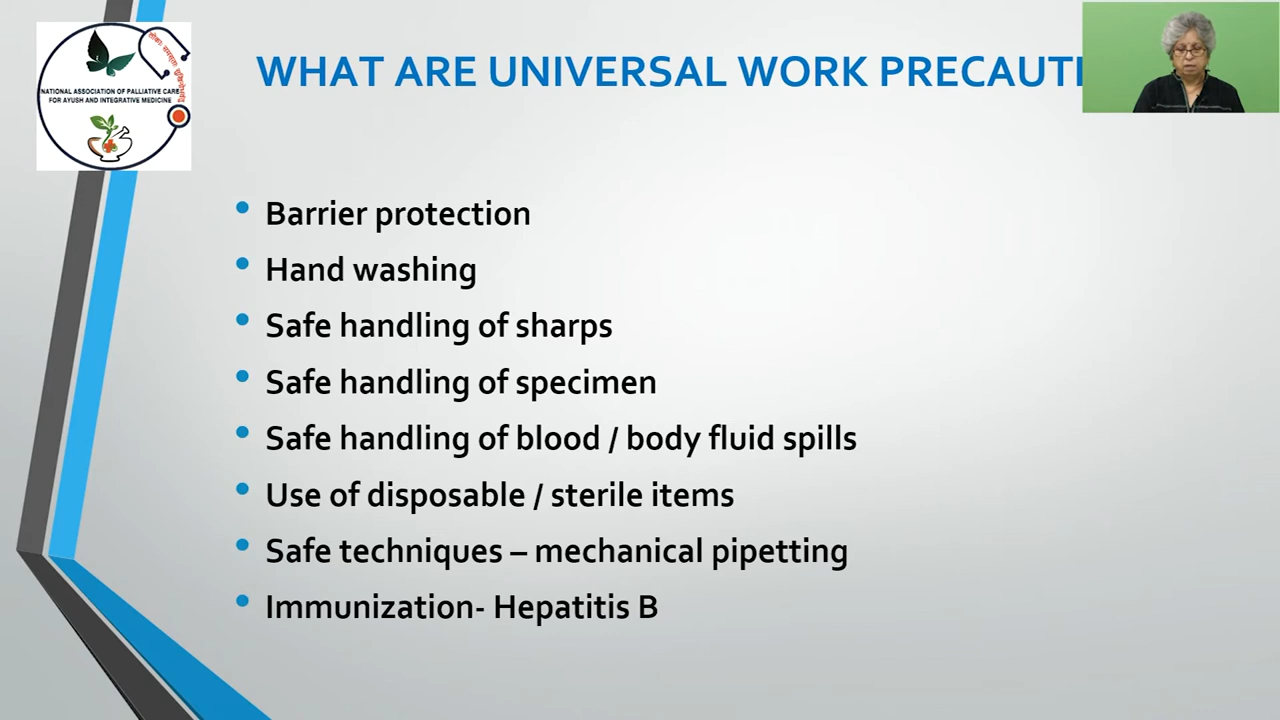 NATIONAL ASSOCIATION OF PALLIATIVE CARE
FOR AYUSH AND INTEGRATIVE MEDICINE
WHAT ARE UNIVERSAL WORK PRECAUTI
• Barrier protection
• Hand washing
• Safe handling of sharps
• Safe handling of specimen
• Safe handling of blood / body fluid spills
• Use of disposable / sterile items
• Safe techniques – mechanical pipetting
• Immunization- Hepatitis B